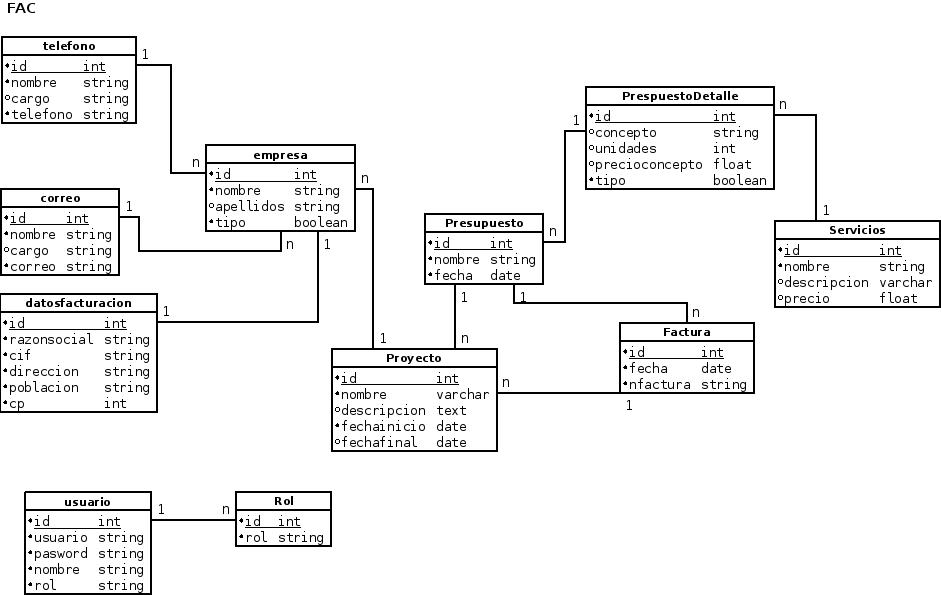 FAC
telefono
id int
nombre string
cargo string
telefono string
1
n
empresa
id int
nombre string
apellidos string
tipo boolean
n
n
1
correo
id int
nombre string
cargo string
correo string
1
datosfacturacion
id int
razonsocial string
cif string
direccion string
poblacion string
cp int
1
PrespuestoDetalle
id int
concepto string
unidades int
precioconcepto float
tipo boolean
1
n
Presupuesto
id int
nombre string
fecha date
n
1
1
Servicios
id int
nombre string
descripcion varchar
precio float
1
Proyecto
id int
nombre varchar
descripcion text
fechainicio date
fechafinal date
1
n
n
Factura
id int
fecha date
nfactura string
n
1
usuario
id int
usuario string
pasword string
nombre string
rol string
1
n
Rol
id int
rol string